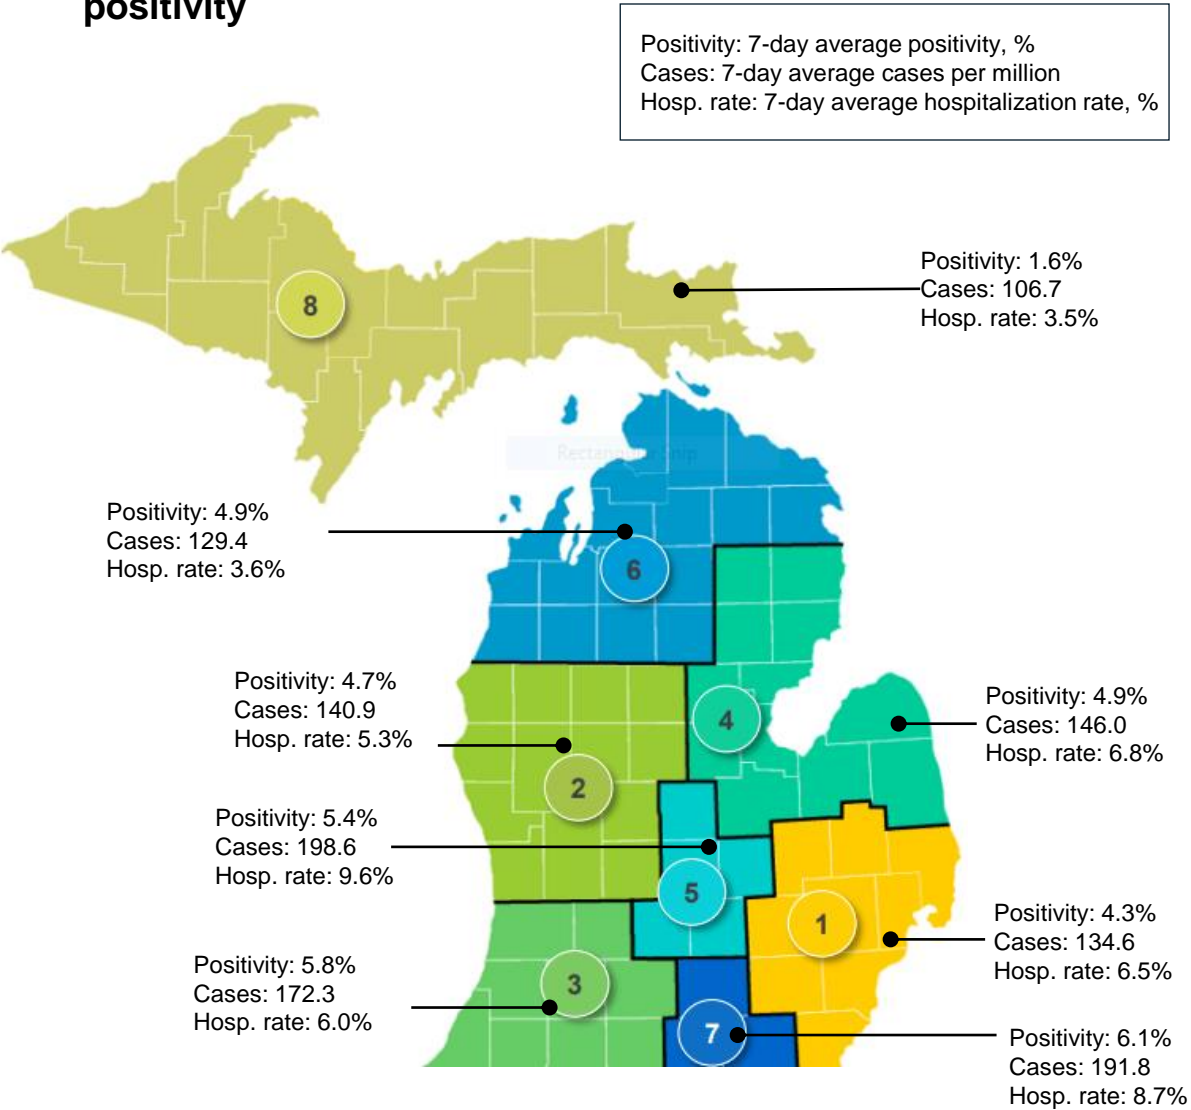 positivity
Positivity: 7-day average positivity, %
Cases: 7-day average cases per million
Hosp. rate: 7-day average hospitalization rate, %
Positivity: 1.6%
Cases: 106.7
Hosp. rate: 3.5%
8
Rectangular Snip
Positivity: 4.9%
Cases: 129.4
Hosp. rate: 3.6%
6
Positivity: 4.7%
Cases: 140.9
Hosp. rate: 5.3%
2
4
Positivity: 4.9%
Cases: 146.0
Hosp. rate: 6.8%
Positivity: 5.4%
Cases: 198.6
Hosp. rate: 9.6%
5
1
Positivity: 4.3%
Cases: 134.6
Hosp. rate: 6.5%
Positivity: 5.8%
Cases: 172.3
Hosp. rate: 6.0%
3
7
Positivity: 6.1%
Cases: 191.8
Hosp. rate: 8.7%